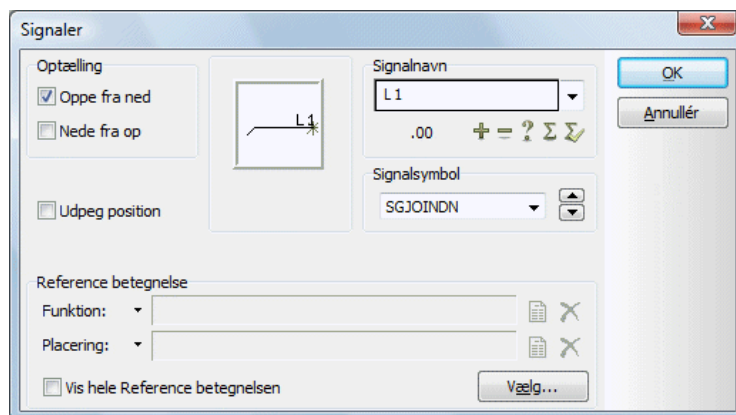 Signaler
Optælling
Oppe fra ned
Nede fra op
Udpeg position
L1
Signalnavn
L1
.00
Signalsymbol
SGJOINDN
OK
Annullér
Reference betegnelse
Funktion:
Placering:
Vis hele Reference betegnelsen
Vælg...